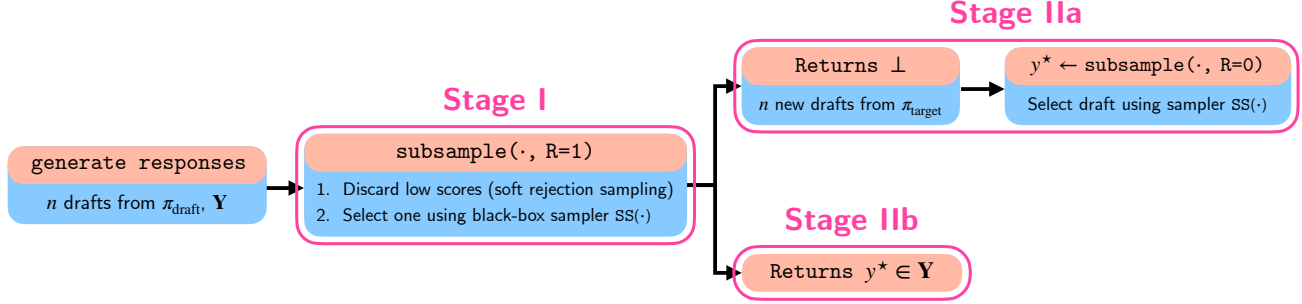 generate responses
n drafts from π_draft, Y
Stage I
subsample(·, R=1)
1. Discard low scores (soft rejection sampling)
2. Select one using black-box sampler SS(·)
Stage IIa
Returns ⊥
n new drafts from π_target
y⋆ ← subsample(·, R=0)
Select draft using sampler SS(·)
Stage IIb
Returns y⋆ ∈ Y